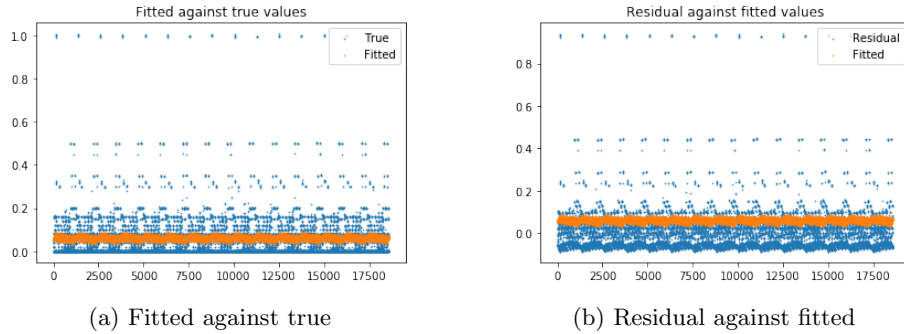 Fitted against true values
True
Fitted
1.0
0.8
0.6
0.4
0.2
0.0
0 2500 5000 7500 10000 12500 15000 17500
(a) Fitted against true
Residual against fitted values
Residual
Fitted
0.8
0.6
0.4
0.2
0.0
0 2500 5000 7500 10000 12500 15000 17500
(b) Residual against fitted